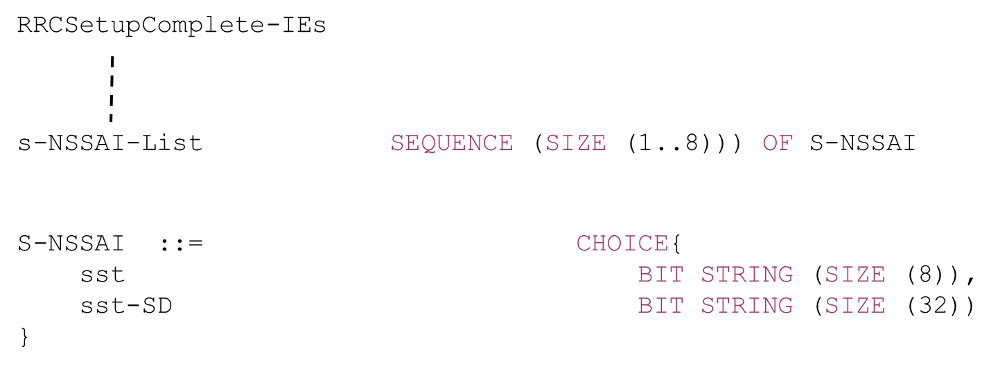 RRCSetupComplete-IEs
s-NSSAI-List SEQUENCE (SIZE (1..8))) OF S-NSSAI
S-NSSAI ::= CHOICE{
sst BIT STRING (SIZE (8)),
sst-SD BIT STRING (SIZE (32))
}